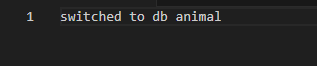 1 switched to db animal